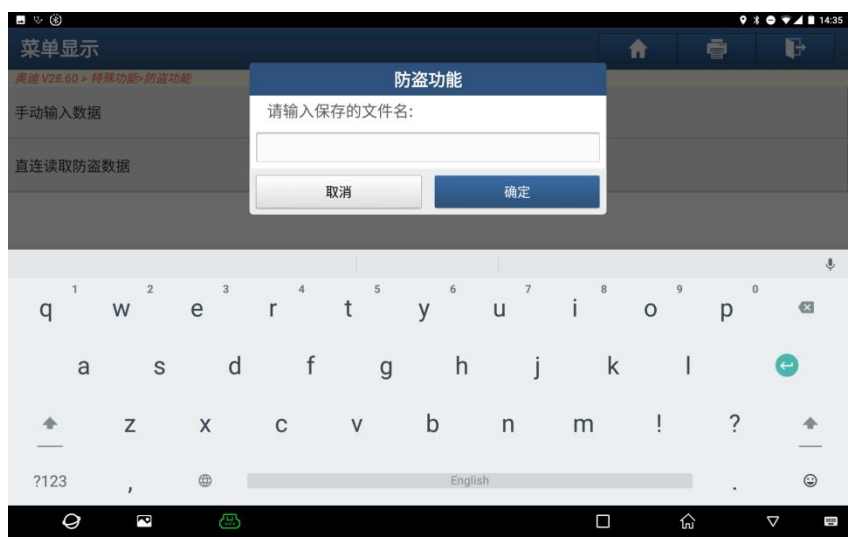 14:35
菜单显示
奥迪 V28.60 > 特殊功能>防盗功能
手动输入数据
直连读取防盗数据
防盗功能
请输入保存的文件名:
取消
确定
q 1 w 2 e 3 r 4 t 5 y 6 u 7 i 8 o 9 p 0
a s d f g h j k l
z x c v b n m ! ?
?123 , English .
VCI